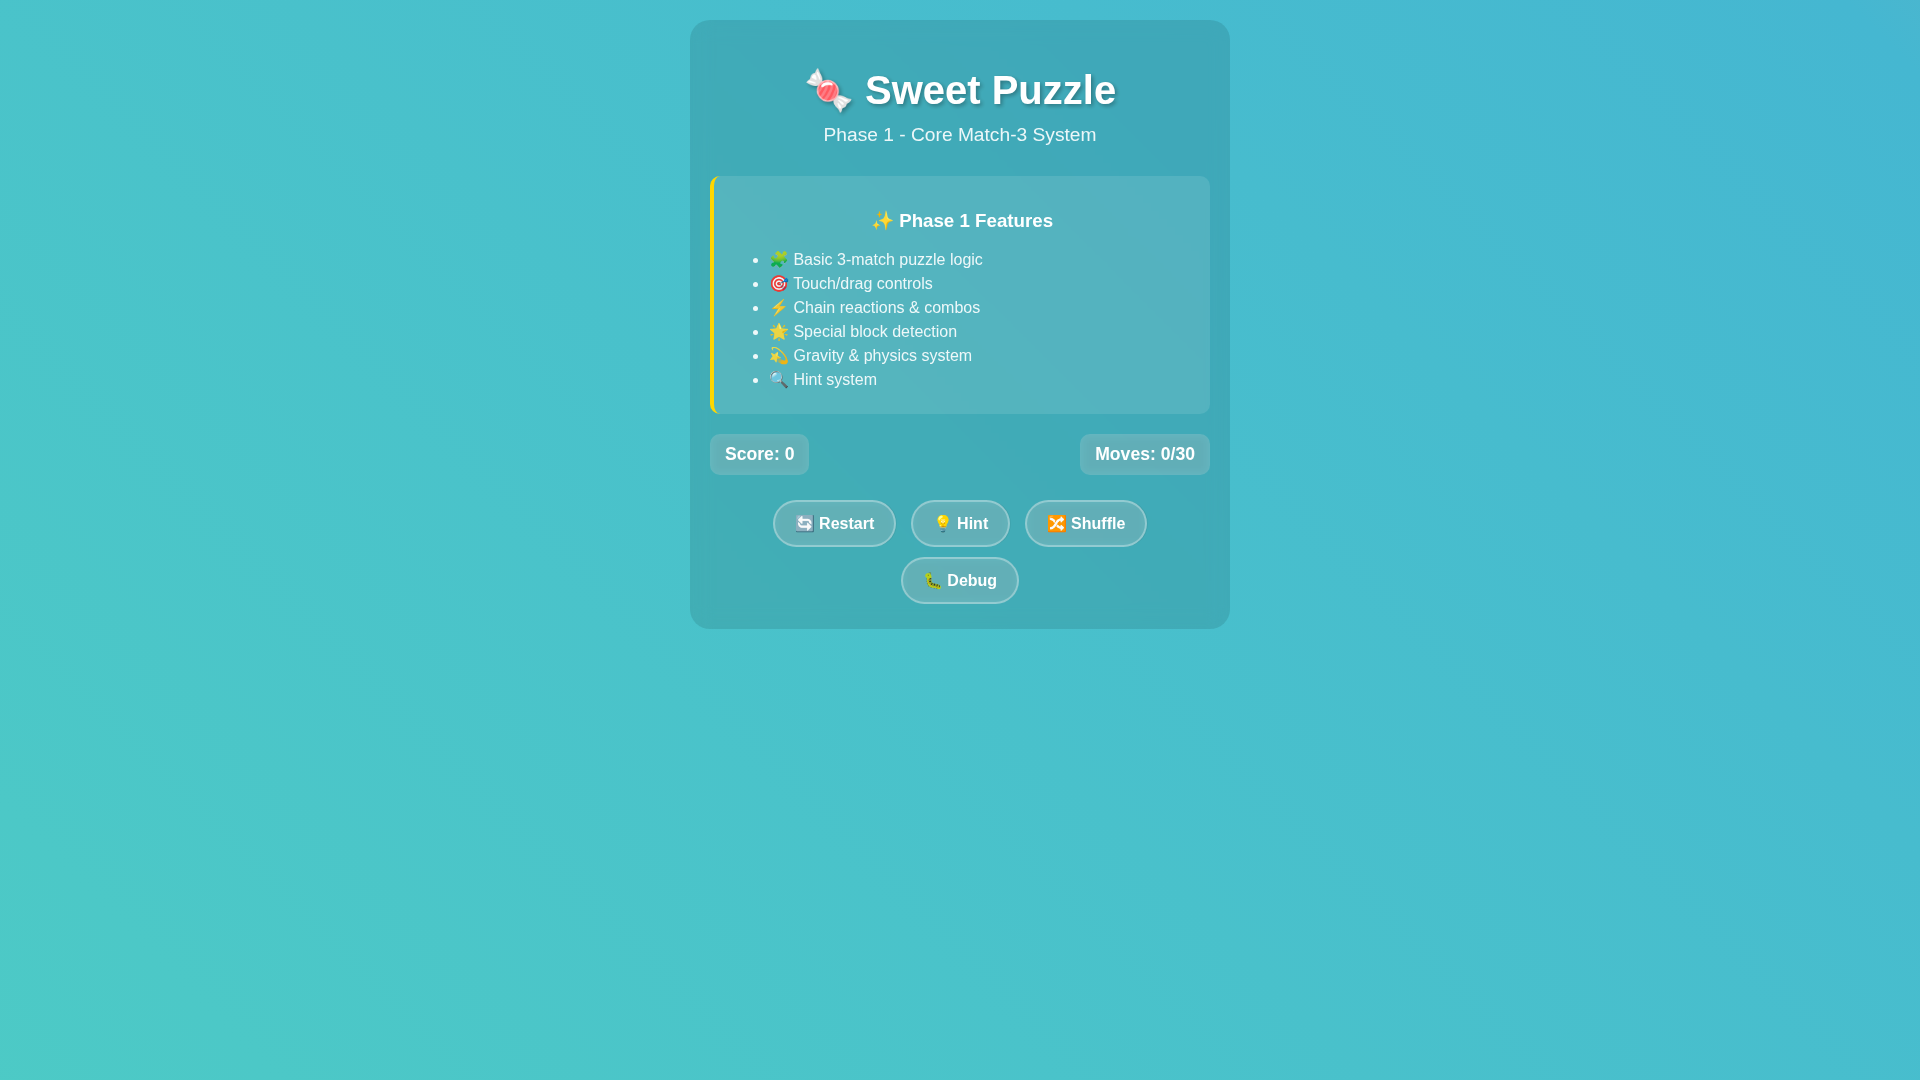 🍬 Sweet Puzzle
Phase 1 - Core Match-3 System
✨ Phase 1 Features
• 🧩 Basic 3-match puzzle logic
• 🎯 Touch/drag controls
• ⚡ Chain reactions & combos
• 🌟 Special block detection
• 💫 Gravity & physics system
• 🔍 Hint system
Score: 0
Moves: 0/30
🔄 Restart
💡 Hint
🔀 Shuffle
🐛 Debug